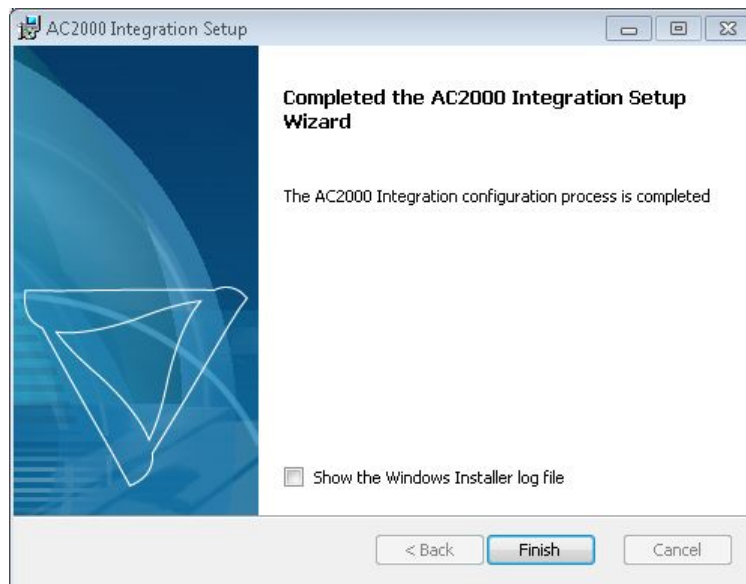 AC2000 Integration Setup
Completed the AC2000 Integration Setup
Wizard
The AC2000 Integration configuration process is completed
Show the Windows Installer log file
< Back
Finish
Cancel